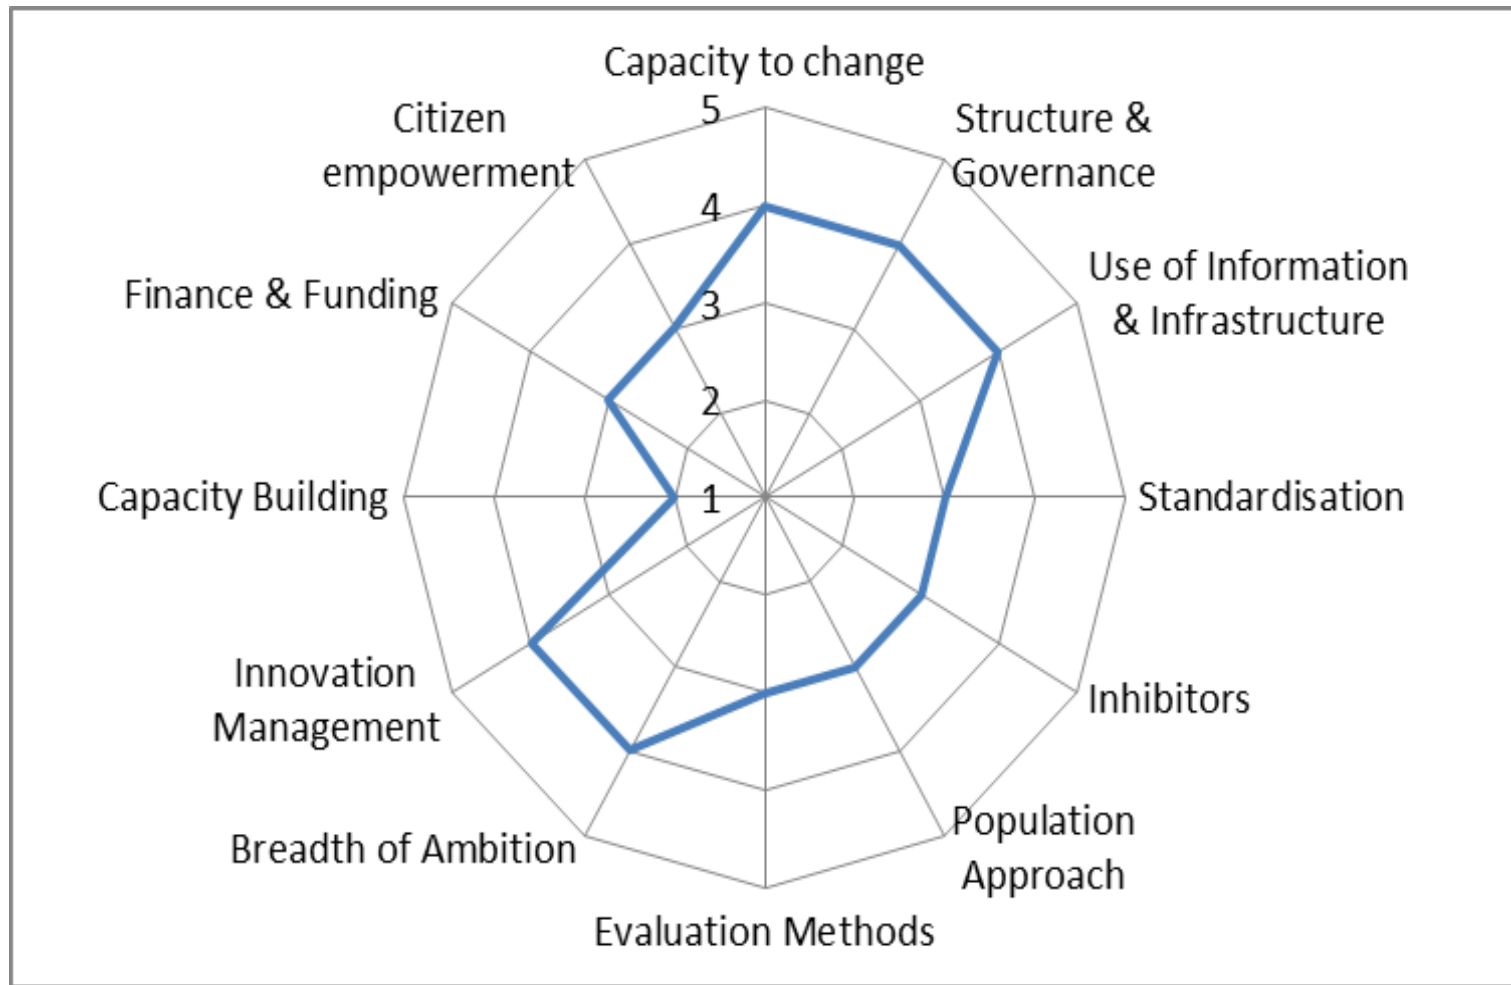 Capacity to change
Structure &
Governance
Use of Information
& Infrastructure
Standardisation
Inhibitors
Population
Approach
Evaluation Methods
Breadth of Ambition
Innovation
Management
Capacity Building
Finance & Funding
Citizen
empowerment
5
4
3
2
1